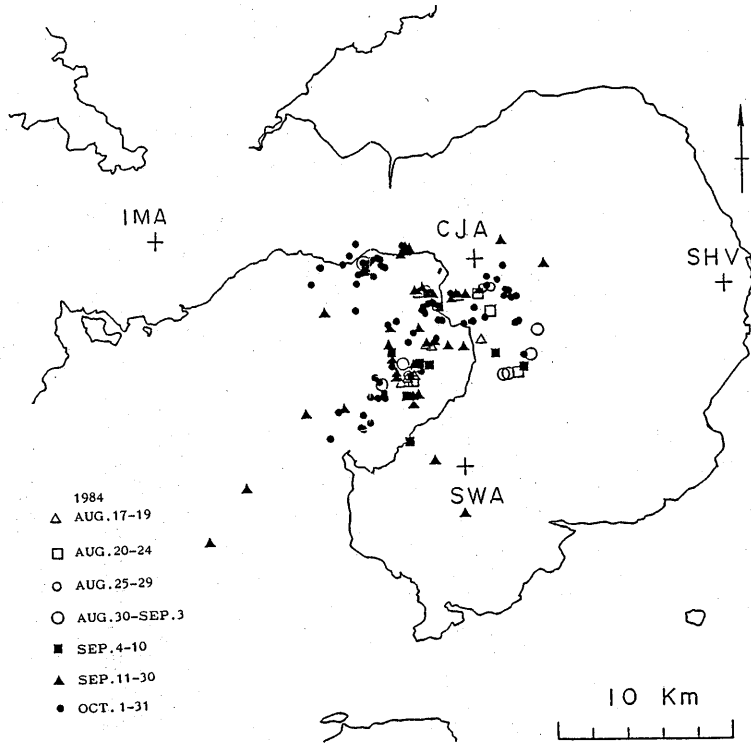 IMA
CJA
SHV
SWA
1984
AUG.17-19
AUG.20-24
AUG.25-29
AUG.30-SEP.3
SEP.4-10
SEP.11-30
OCT.1-31
10 Km